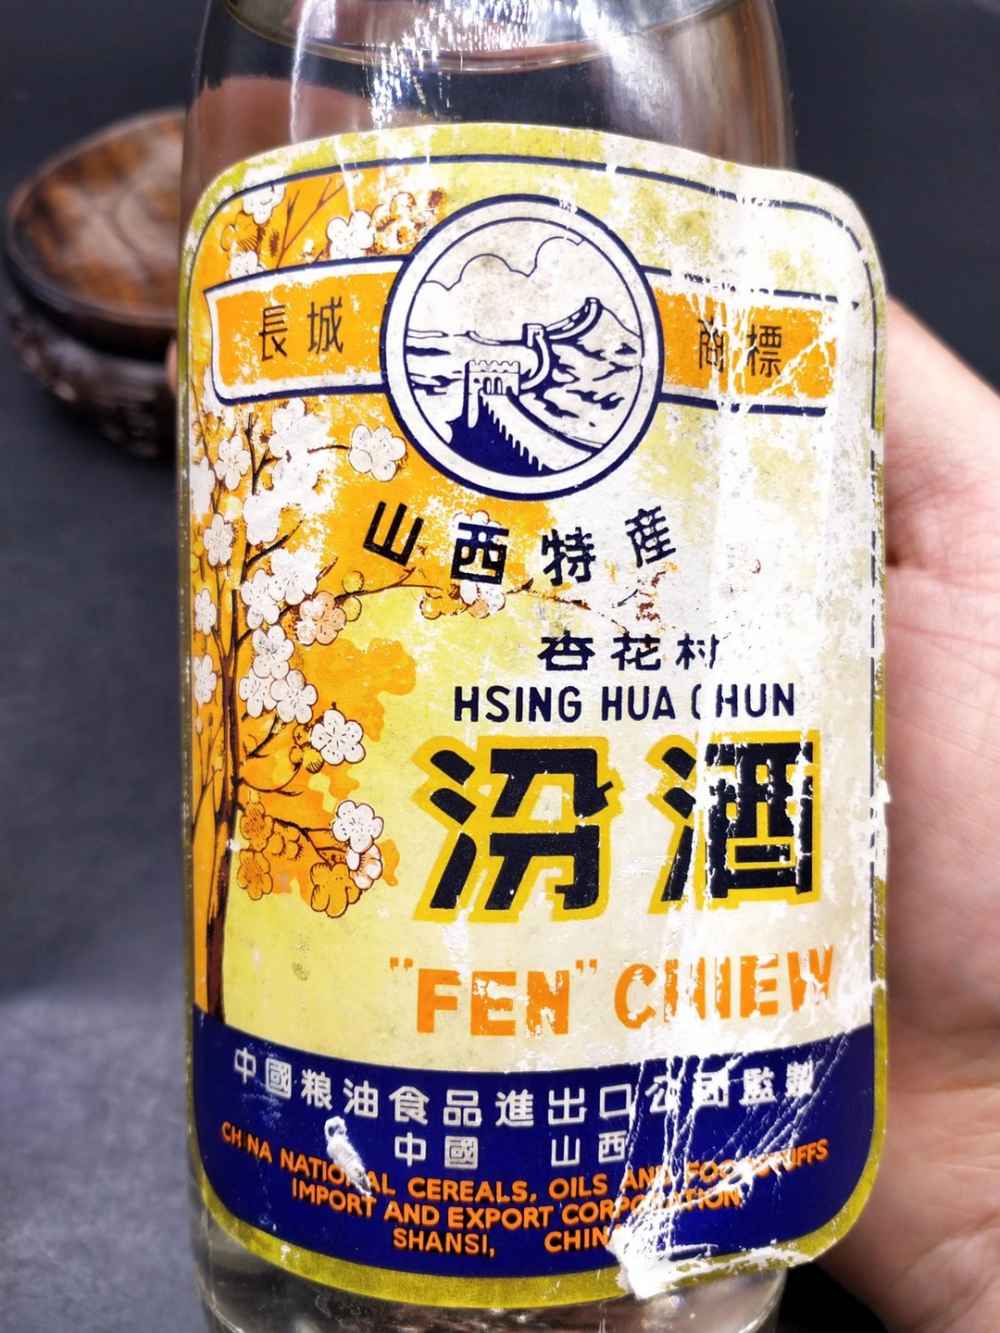 長城
商標
山西特産
杏花村
HSING HUA CHUN
汾酒
"FEN" CHIEW
中國粮油食品進出口公司監製
中國 山西
CHINA NATIONAL CEREALS, OILS AND FOODSTUFFS
IMPORT AND EXPORT CORPORATION
SHANSI, CHINA